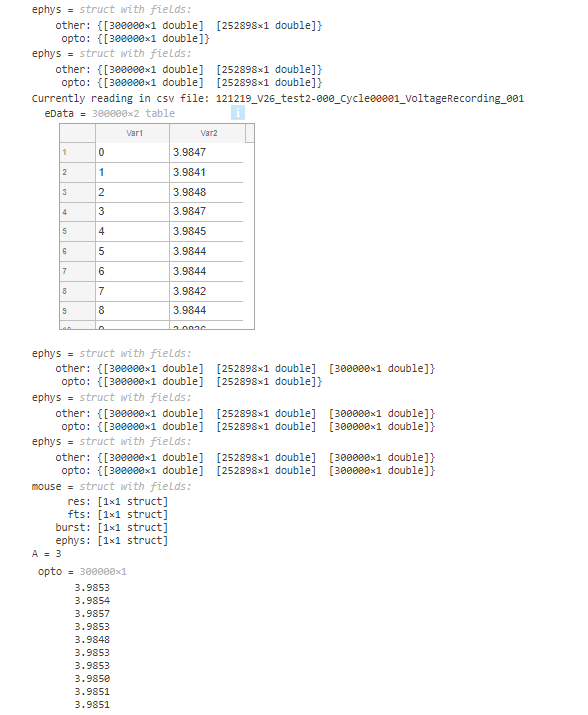 ephys = struct with fields:
other: {[300000×1 double]  [252898×1 double]}
opto: {[300000×1 double]}
ephys = struct with fields:
other: {[300000×1 double]  [252898×1 double]}
opto: {[300000×1 double]  [252898×1 double]}
Currently reading in csv file: 121219_V26_test2-000_Cycle00001_VoltageRecording_001
eData = 300000×2 table
Var1 Var2
1 0 3.9847
2 1 3.9841
3 2 3.9848
4 3 3.9847
5 4 3.9845
6 5 3.9844
7 6 3.9844
8 7 3.9842
9 8 3.9844
ephys = struct with fields:
other: {[300000×1 double]  [252898×1 double]  [300000×1 double]}
opto: {[300000×1 double]  [252898×1 double]}
ephys = struct with fields:
other: {[300000×1 double]  [252898×1 double]  [300000×1 double]}
opto: {[300000×1 double]  [252898×1 double]  [300000×1 double]}
ephys = struct with fields:
other: {[300000×1 double]  [252898×1 double]  [300000×1 double]}
opto: {[300000×1 double]  [252898×1 double]  [300000×1 double]}
mouse = struct with fields:
res: [1×1 struct]
fts: [1×1 struct]
burst: [1×1 struct]
ephys: [1×1 struct]
A = 3
opto = 300000×1
3.9853
3.9854
3.9857
3.9853
3.9848
3.9853
3.9853
3.9850
3.9851
3.9851